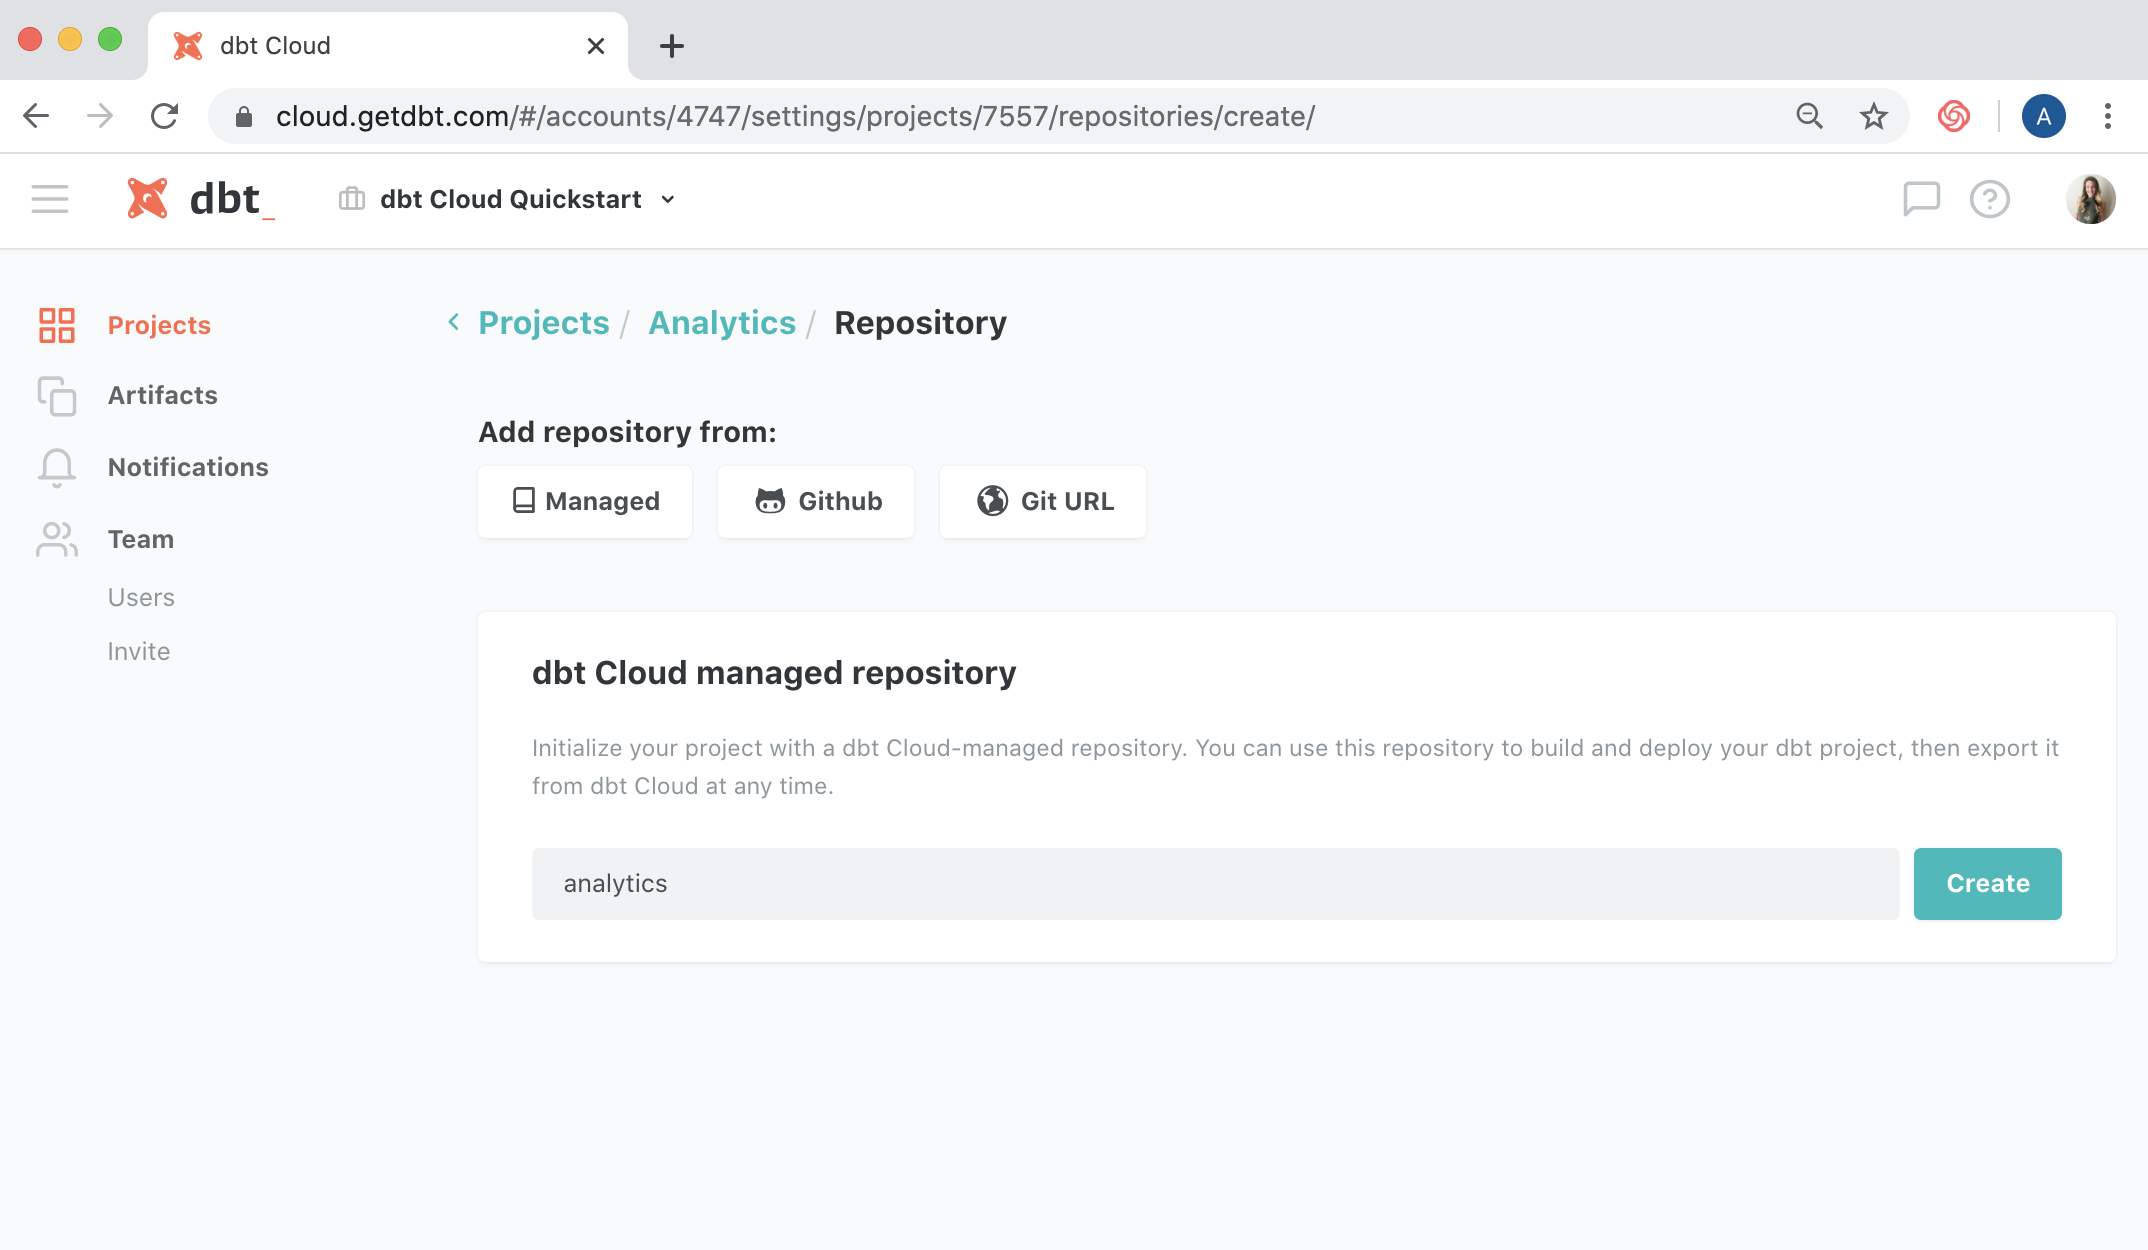 dbt Cloud
cloud.getdbt.com/#/accounts/4747/settings/projects/7557/repositories/create/
A
dbt_
dbt Cloud Quickstart
Projects
Artifacts
Notifications
Team
Users
Invite
Projects / Analytics / Repository
Add repository from:
Managed
Github
Git URL
dbt Cloud managed repository
Initialize your project with a dbt Cloud-managed repository. You can use this repository to build and deploy your dbt project, then export it
from dbt Cloud at any time.
analytics
Create